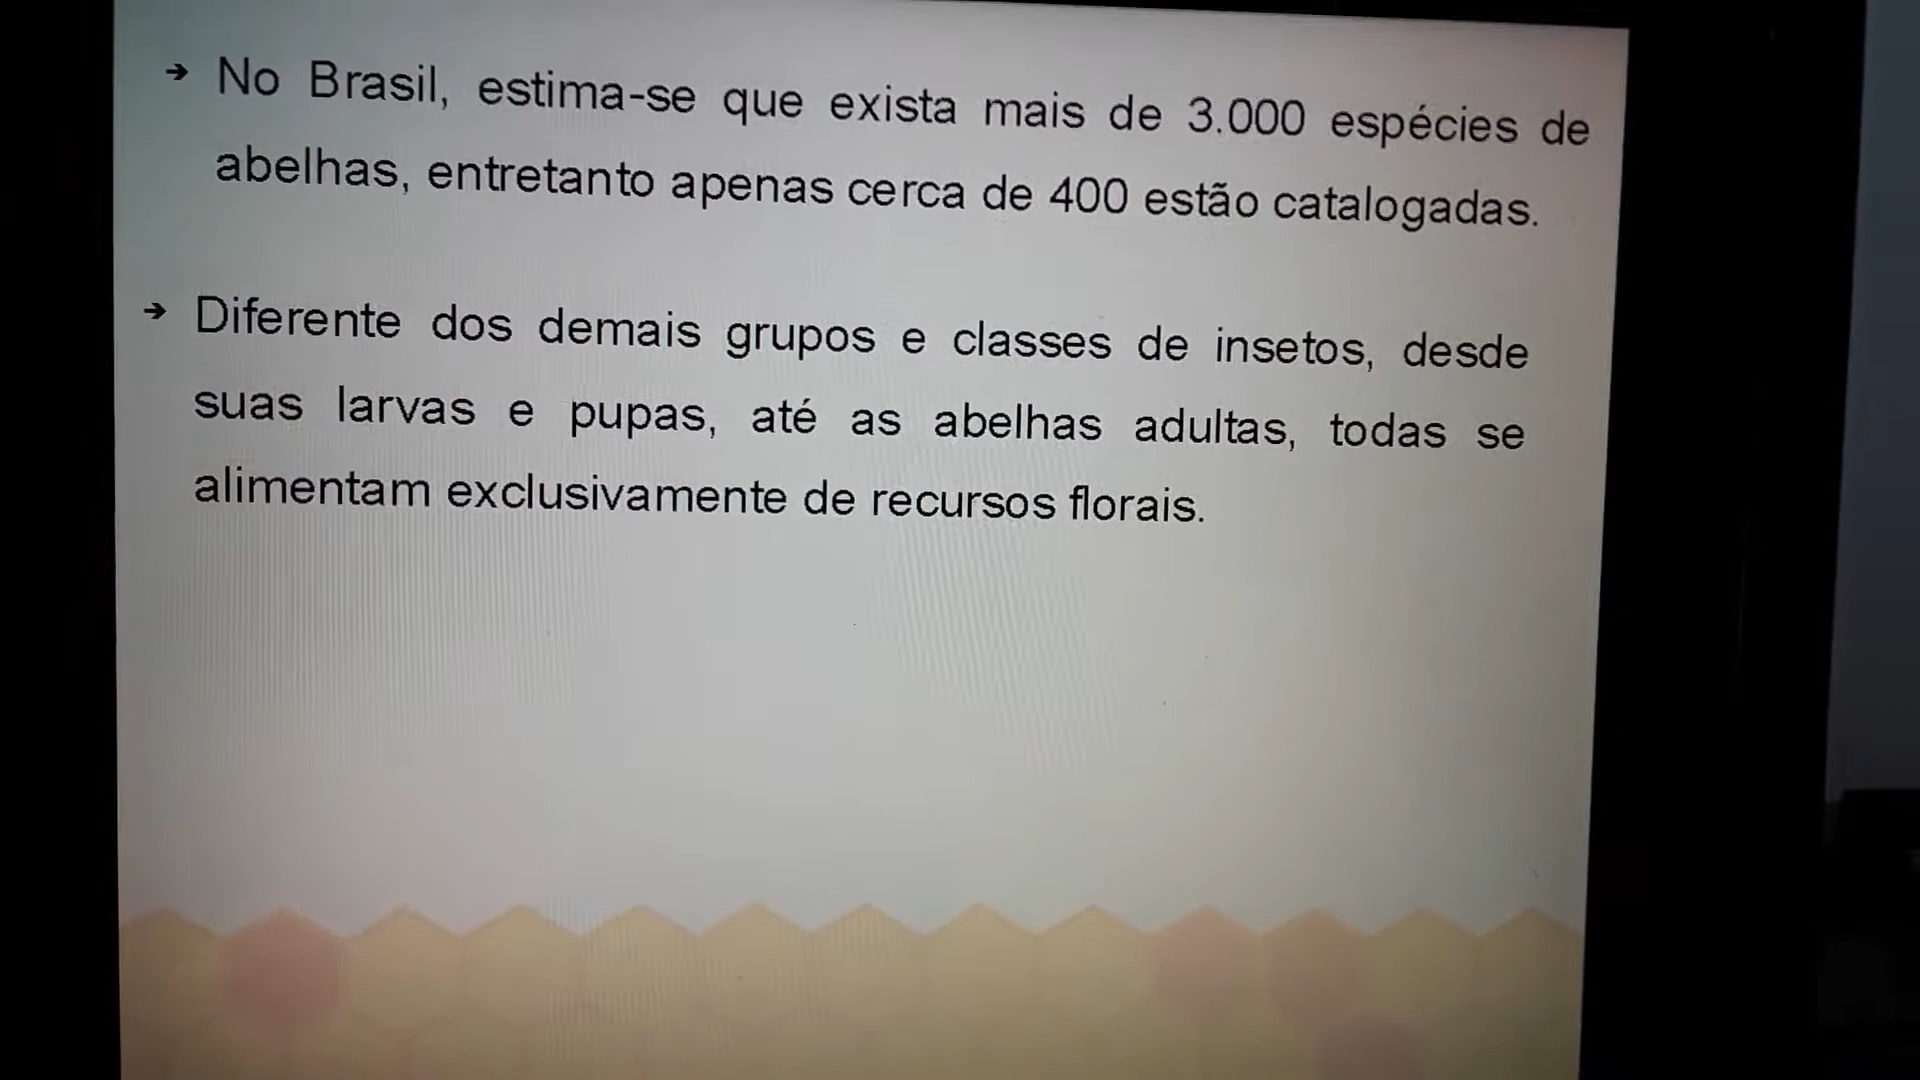 → No Brasil, estima-se que exista mais de 3.000 espécies de
abelhas, entretanto apenas cerca de 400 estão catalogadas.
→ Diferente dos demais grupos e classes de insetos, desde
suas larvas e pupas, até as abelhas adultas, todas se
alimentam exclusivamente de recursos florais.